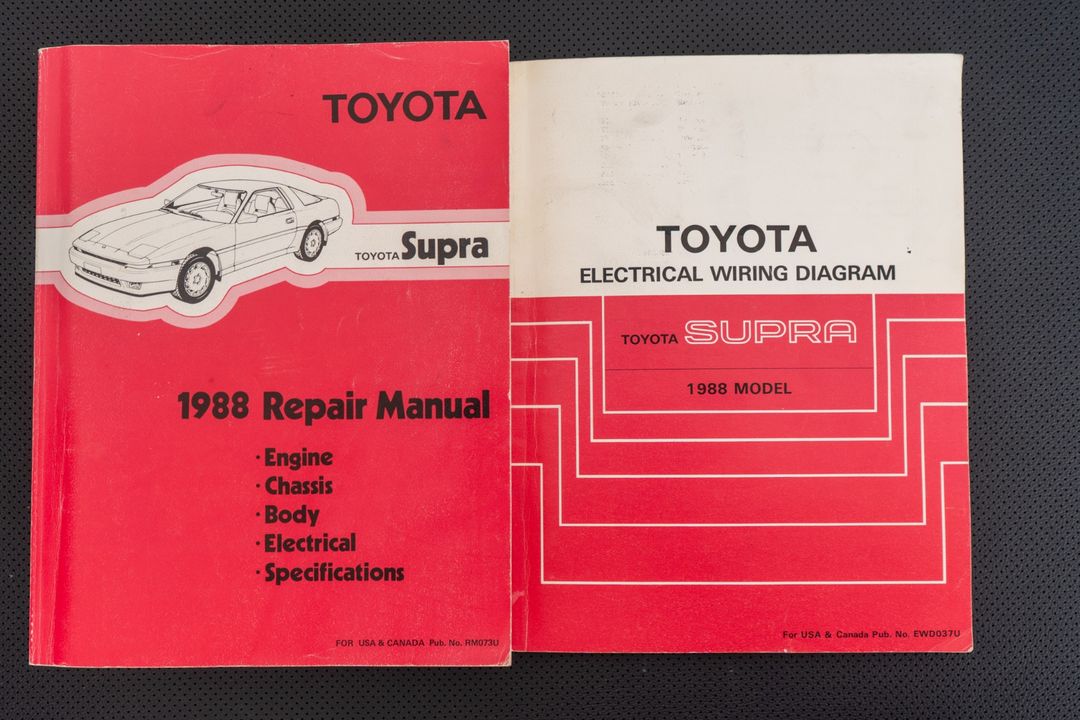 TOYOTA
TOYOTA Supra
1988 Repair Manual
· Engine
· Chassis
· Body
· Electrical
· Specifications
FOR USA & CANADA Pub. No. RM073U
TOYOTA
ELECTRICAL WIRING DIAGRAM
TOYOTA SUPRA
1988 MODEL
For USA & Canada Pub. No. EWD037U